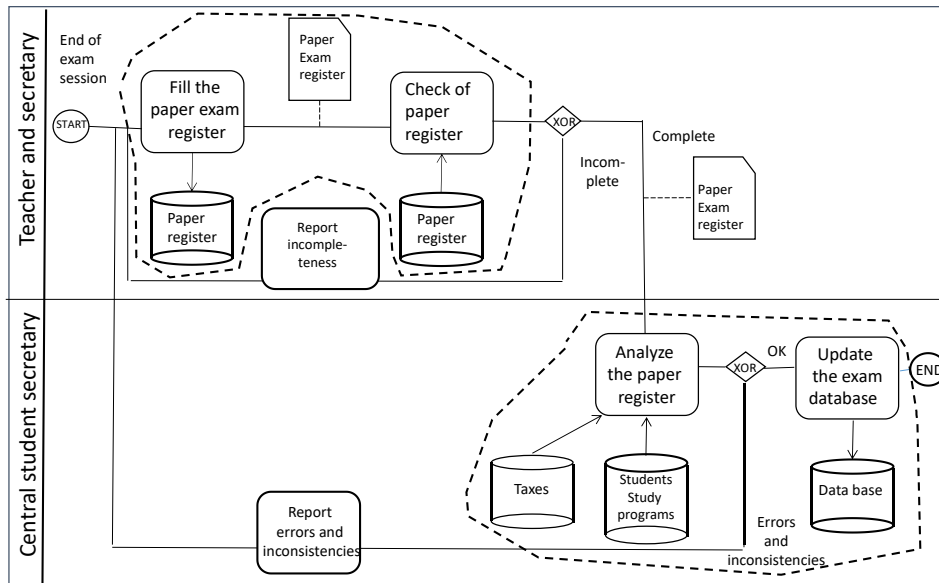 Teacher and secretary
End of
exam
session
START
Fill the
paper exam
register
Paper
Exam
register
Check of
paper
register
XOR
Complete
Incom-
plete
Paper
Exam
register
Paper
register
Report
incomple-
teness
Paper
register
Central student secretary
Analyze
the paper
register
XOR
OK
Update
the exam
database
END
Taxes
Students
Study
programs
Data base
Errors
and
inconsistencies
Report
errors and
inconsistencies